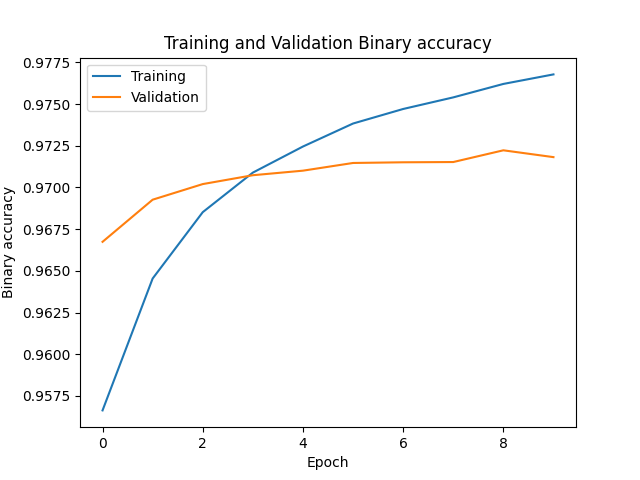 Training and Validation Binary accuracy
Training
Validation
Binary accuracy
0.9775
0.9750
0.9725
0.9700
0.9675
0.9650
0.9625
0.9600
0.9575
0 2 4 6 8
Epoch